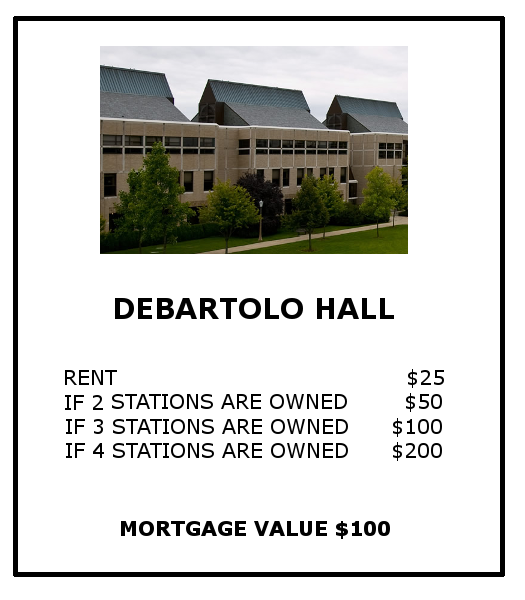 DEBARTOLO HALL
RENT $25
IF 2 STATIONS ARE OWNED $50
IF 3 STATIONS ARE OWNED $100
IF 4 STATIONS ARE OWNED $200
MORTGAGE VALUE $100